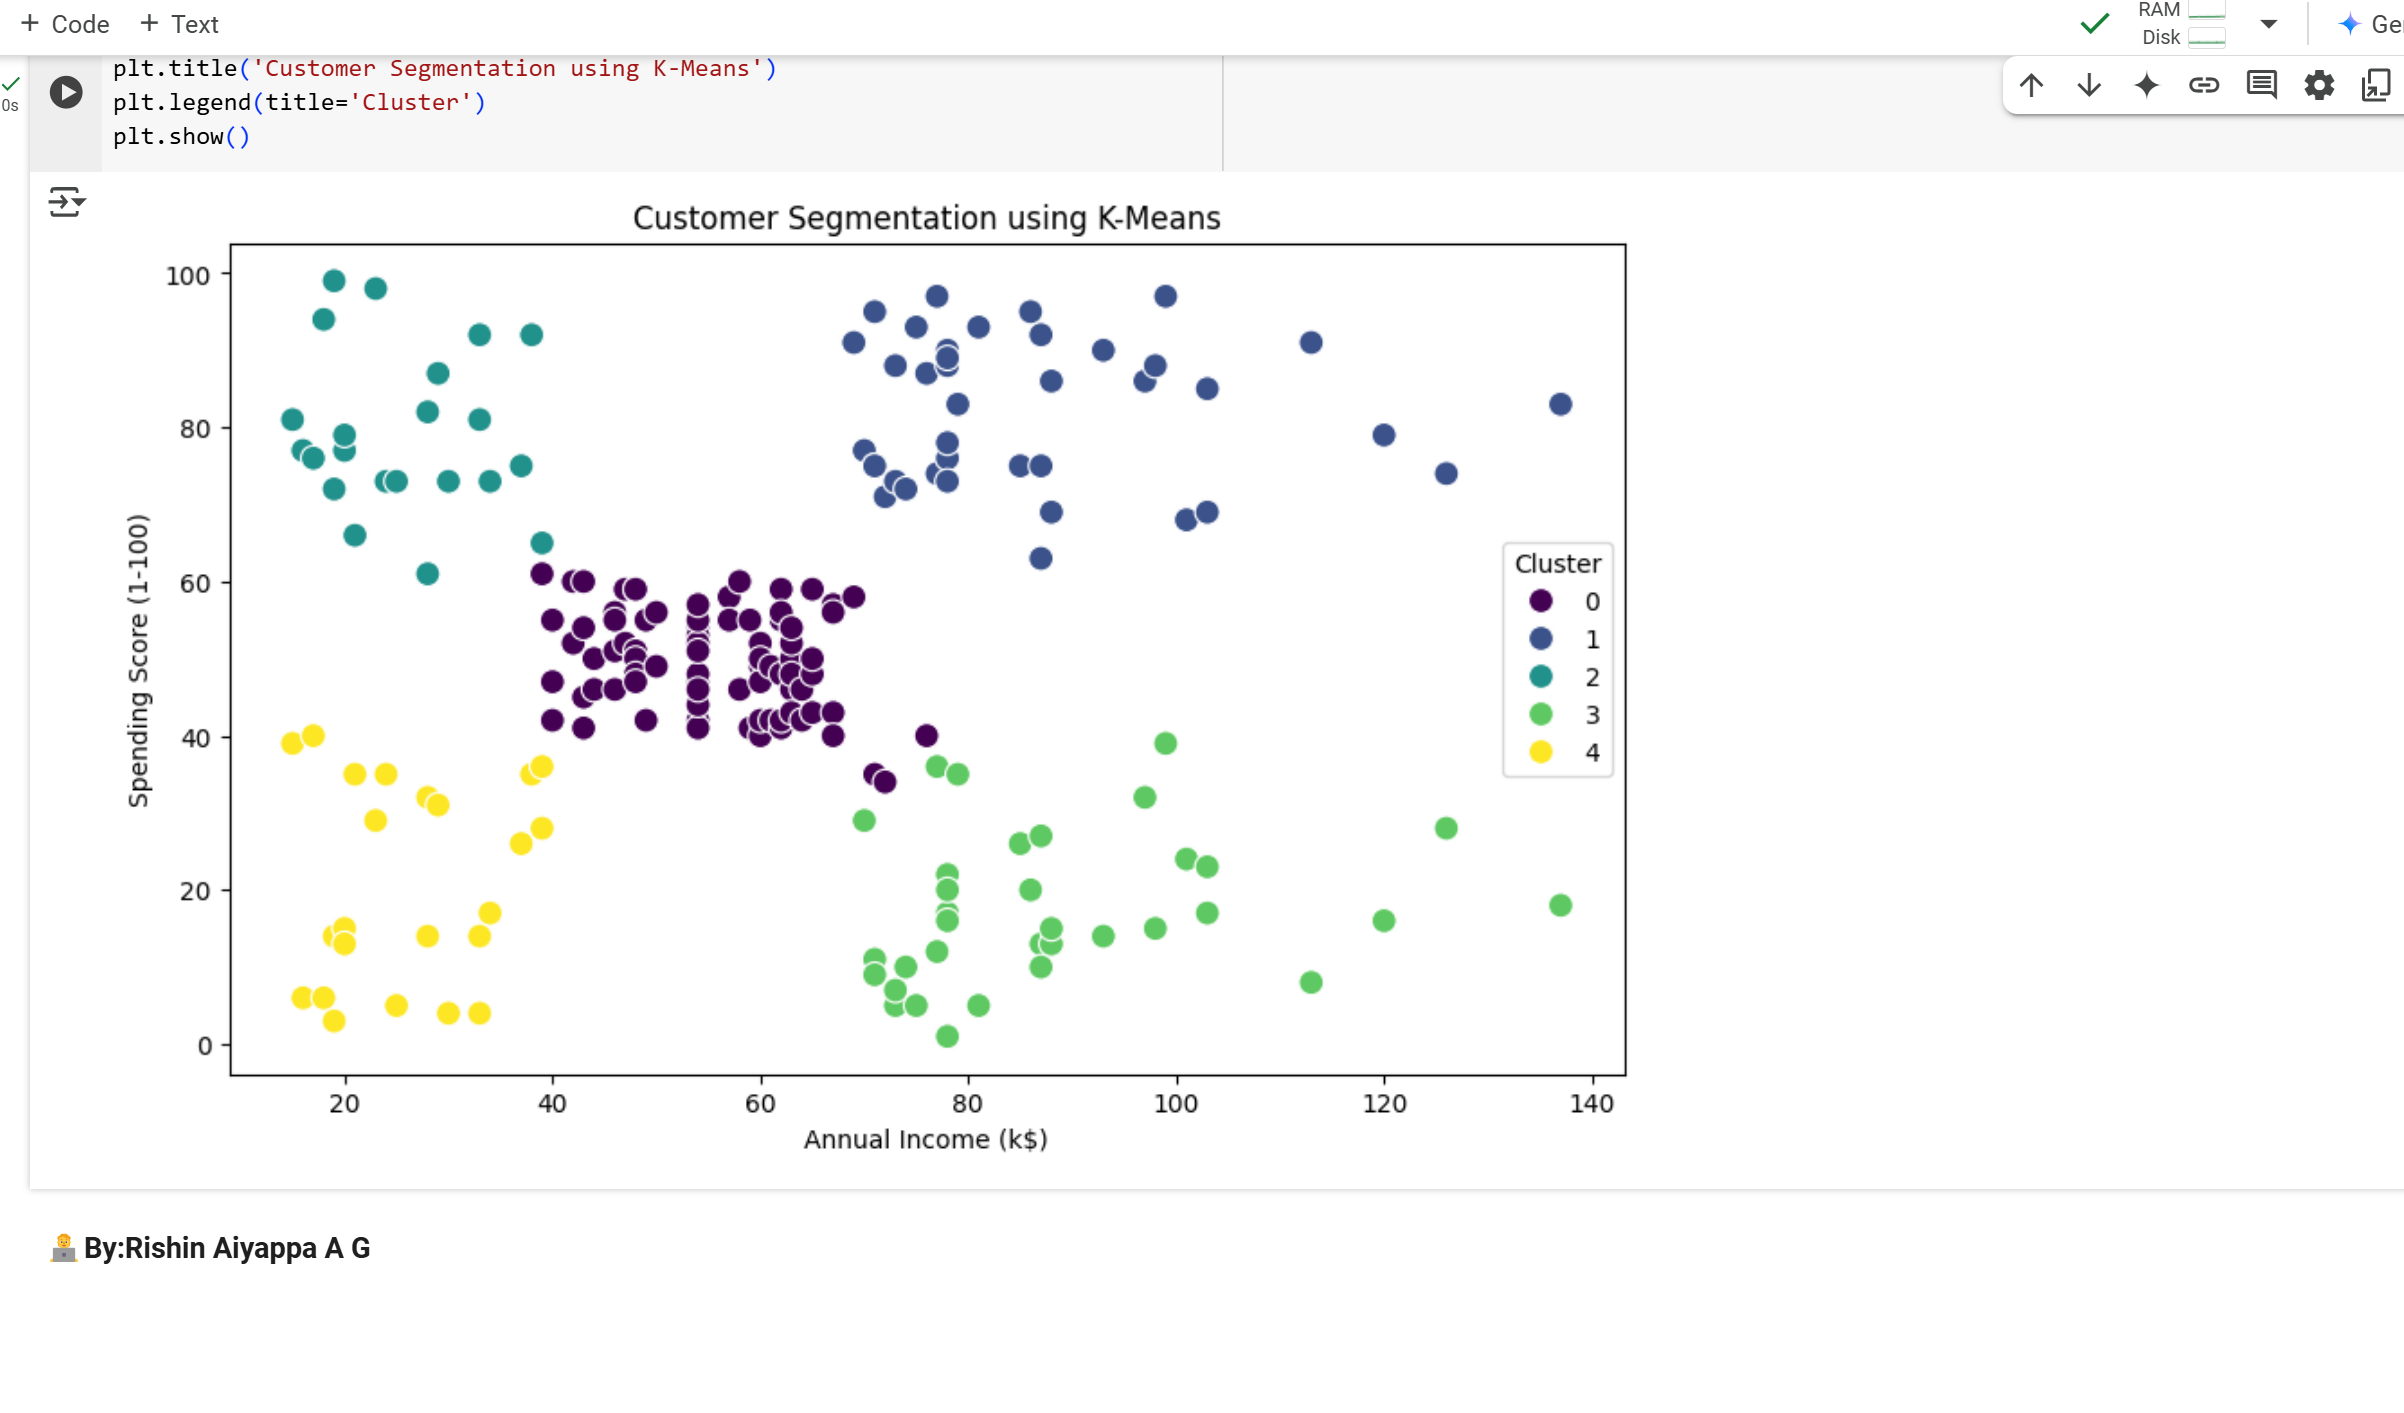 + Code + Text
RAM
Disk
0s
plt.title('Customer Segmentation using K-Means')
plt.legend(title='Cluster')
plt.show()
Customer Segmentation using K-Means
100
80
60
40
20
0
Spending Score (1-100)
Cluster
0
1
2
3
4
20 40 60 80 100 120 140
Annual Income (k$)
By:Rishin Aiyappa A G